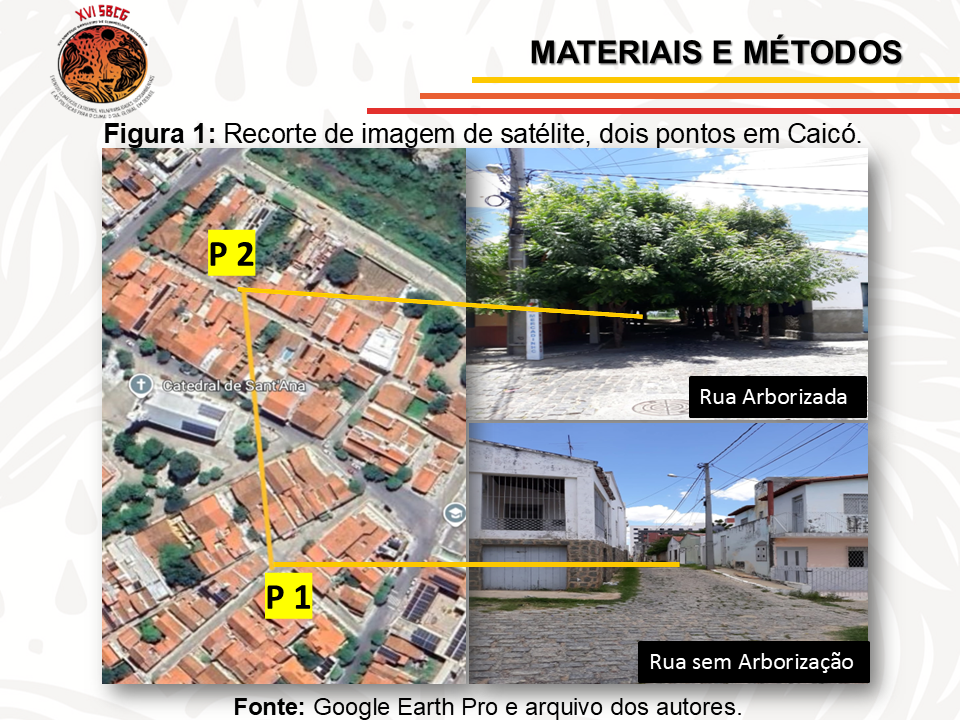 XVI SBCG
MATERIAIS E MÉTODOS
Figura 1: Recorte de imagem de satélite, dois pontos em Caicó.
P 2
Catedral de Sant'Ana
Rua Arborizada
P 1
Rua sem Arborização
Fonte: Google Earth Pro e arquivo dos autores.